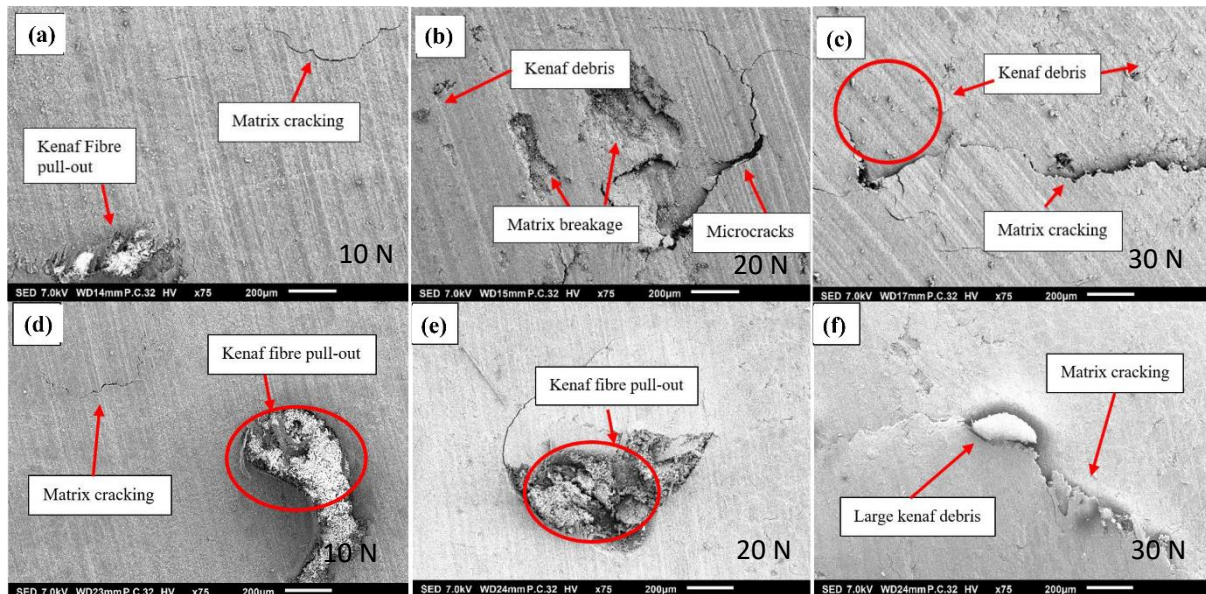 (a)
Matrix cracking
Kenaf Fibre
pull-out
10 N
SED 7.0kV WD14mm P.C.32 HV x75 200μm
(b)
Kenaf debris
Matrix breakage
Microcracks
20 N
SED 7.0kV WD15mm P.C.32 HV x75 200μm
(c)
Kenaf debris
Matrix cracking
30 N
SED 7.0kV WD17mm P.C.32 HV x75 200μm
(d)
Kenaf fibre pull-out
Matrix cracking
10 N
SED 7.0kV WD23mm P.C.32 HV x75 200μm
(e)
Kenaf fibre pull-out
20 N
SED 7.0kV WD24mm P.C.32 HV x75 200μm
(f)
Matrix cracking
Large kenaf debris
30 N
SED 7.0kV WD24mm P.C.32 HV x75 200μm